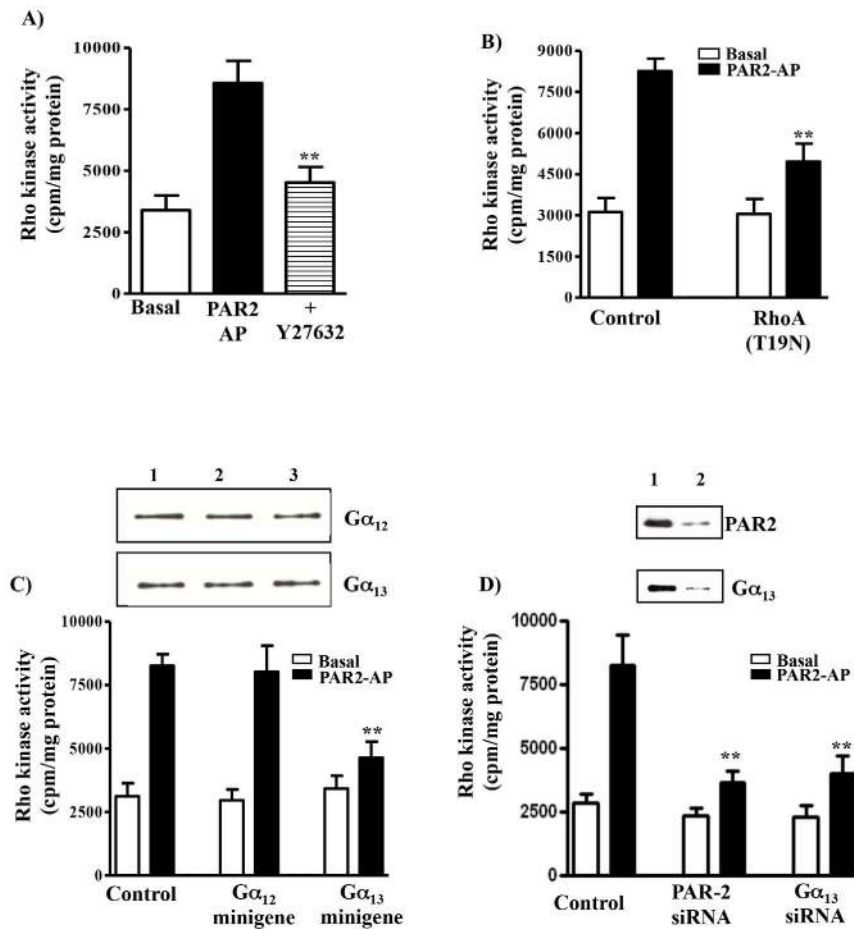 A)
Rho kinase activity
(cpm/mg protein)
10000
7500
5000
2500
0
**
Basal
PAR2
AP
+
Y27632
B)
Rho kinase activity
(cpm/mg protein)
9000
7500
6000
4500
3000
1500
0
Basal
PAR2-AP
**
Control
RhoA
(T19N)
C)
1 2 3
Gα12
Gα13
Rho kinase activity
(cpm/mg protein)
10000
7500
5000
2500
0
Basal
PAR2-AP
**
Control
Gα12
minigene
Gα13
minigene
D)
1 2
PAR2
Gα13
Rho kinase activity
(cpm/mg protein)
10000
7500
5000
2500
0
Basal
PAR2-AP
**
**
Control
PAR-2
siRNA
Gα13
siRNA